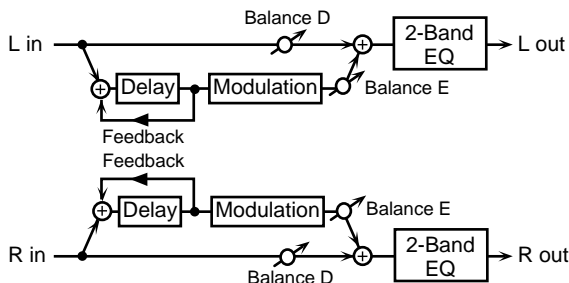 Balance D
L in
2-Band
EQ
L out
Delay
Modulation
Balance E
Feedback
Feedback
Delay
Modulation
Balance E
R in
2-Band
EQ
R out
Balance D